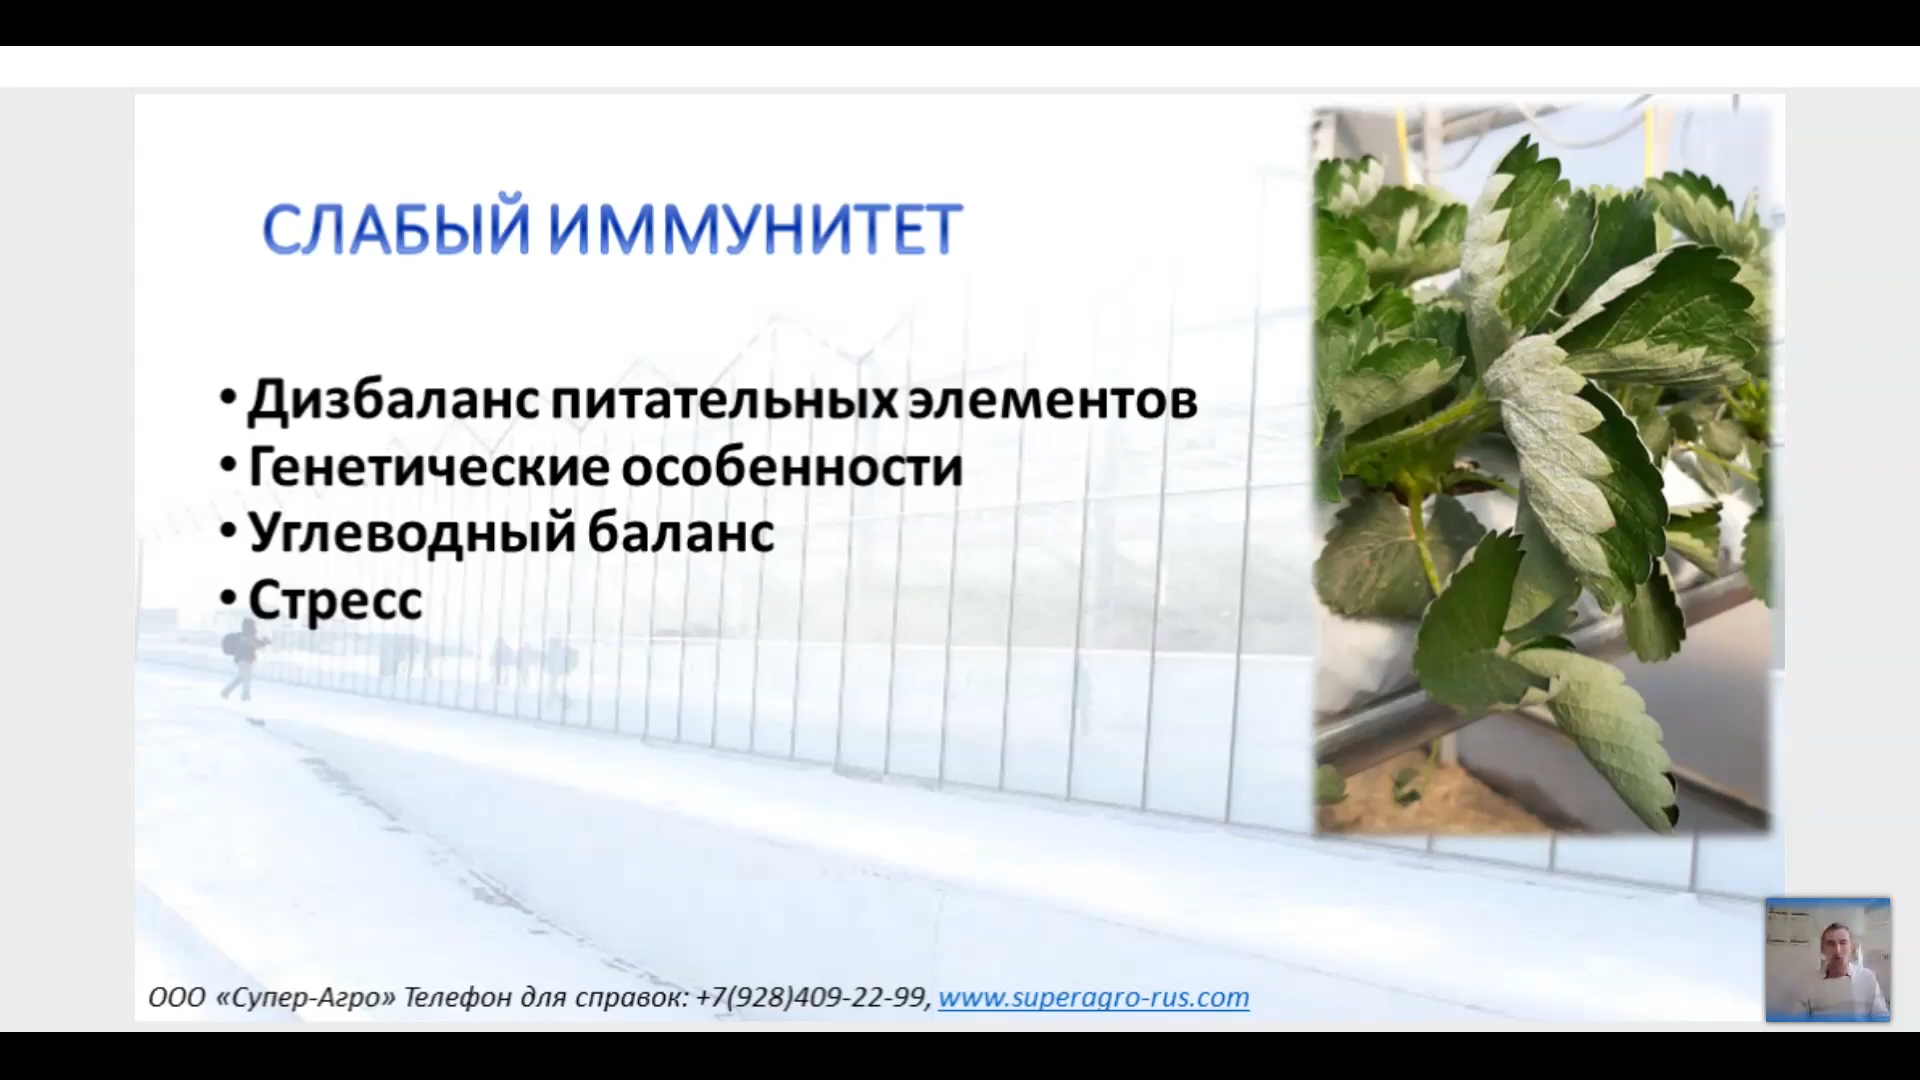 СЛАБЫЙ ИММУНИТЕТ
• Дизбаланс питательных элементов
• Генетические особенности
• Углеводный баланс
• Стресс
ООО «Супер-Агро» Телефон для справок: +7(928)409-22-99, www.superagro-rus.com